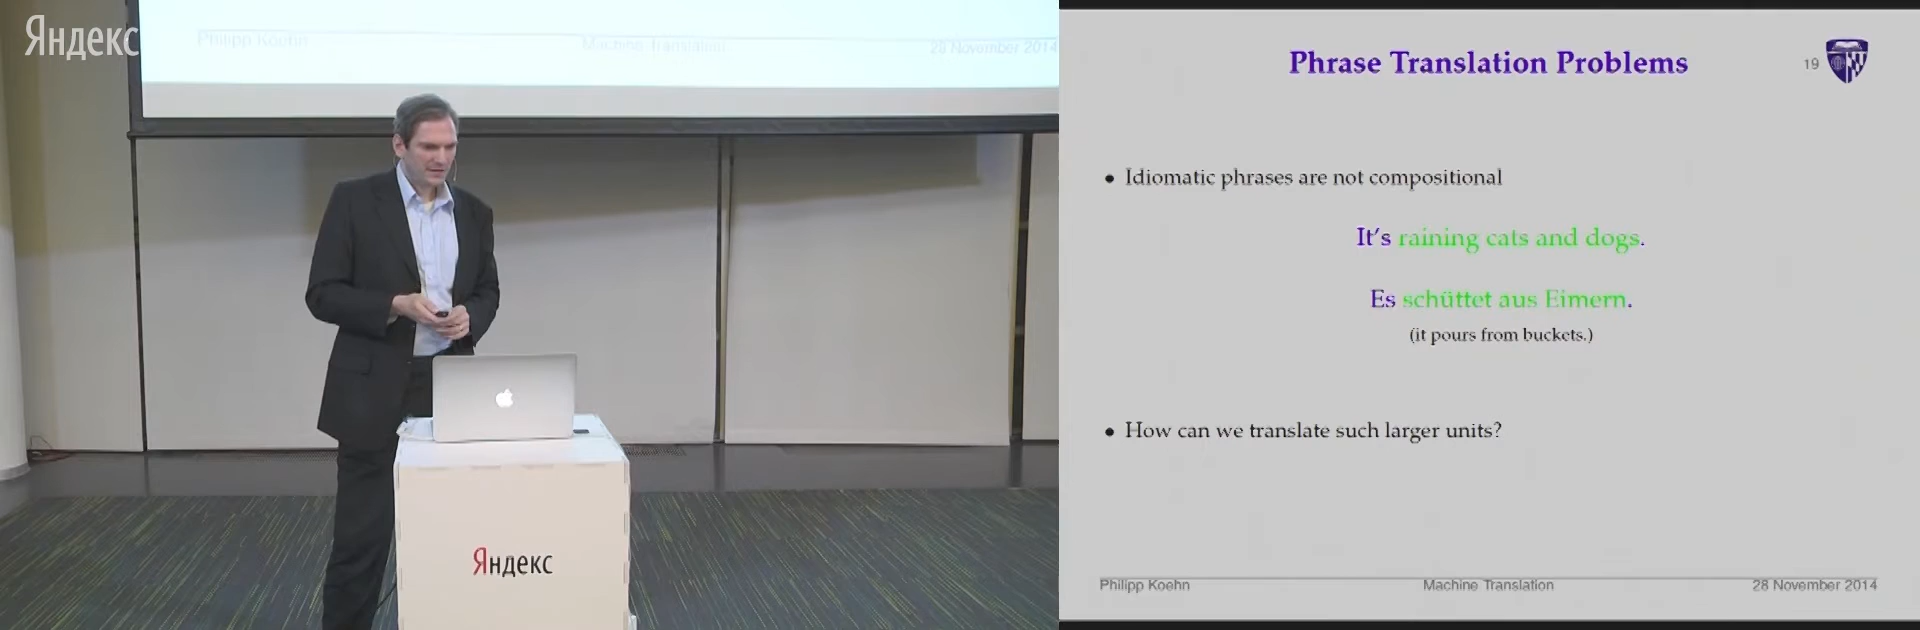 Яндекс
Philipp Koehn
Machine Translation
28 November 2014
Яндекс
Phrase Translation Problems
19
• Idiomatic phrases are not compositional
It's raining cats and dogs.
Es schüttet aus Eimern.
(it pours from buckets.)
• How can we translate such larger units?
Philipp Koehn
Machine Translation
28 November 2014